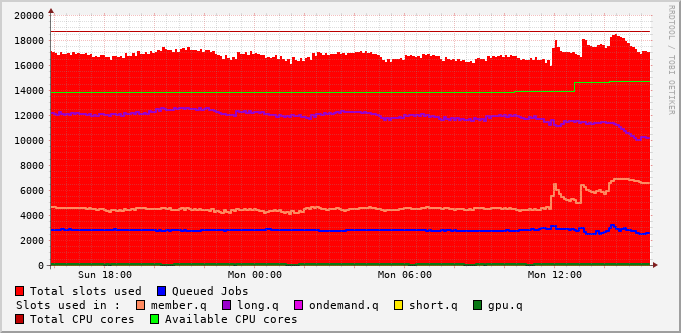 20000
18000
16000
14000
12000
10000
8000
6000
4000
2000
0
Sun 18:00 Mon 00:00 Mon 06:00 Mon 12:00
RRDTOOL / TOBI OETIKER
Total slots used Queued Jobs
Slots used in : member.q long.q ondemand.q short.q gpu.q
Total CPU cores Available CPU cores